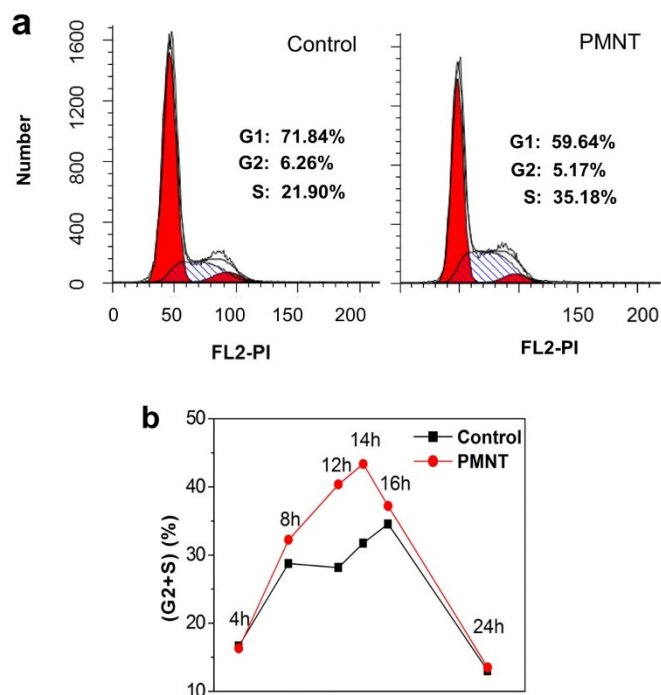 a
Control
PMNT
1600
1200
800
400
0
Number
G1: 71.84%
G2: 6.26%
S: 21.90%
G1: 59.64%
G2: 5.17%
S: 35.18%
0 50 100 150 200
150 200
FL2-PI
FL2-PI
b
50
40
30
20
10
(G2+S) (%)
Control
PMNT
4h
8h
12h
14h
16h
24h